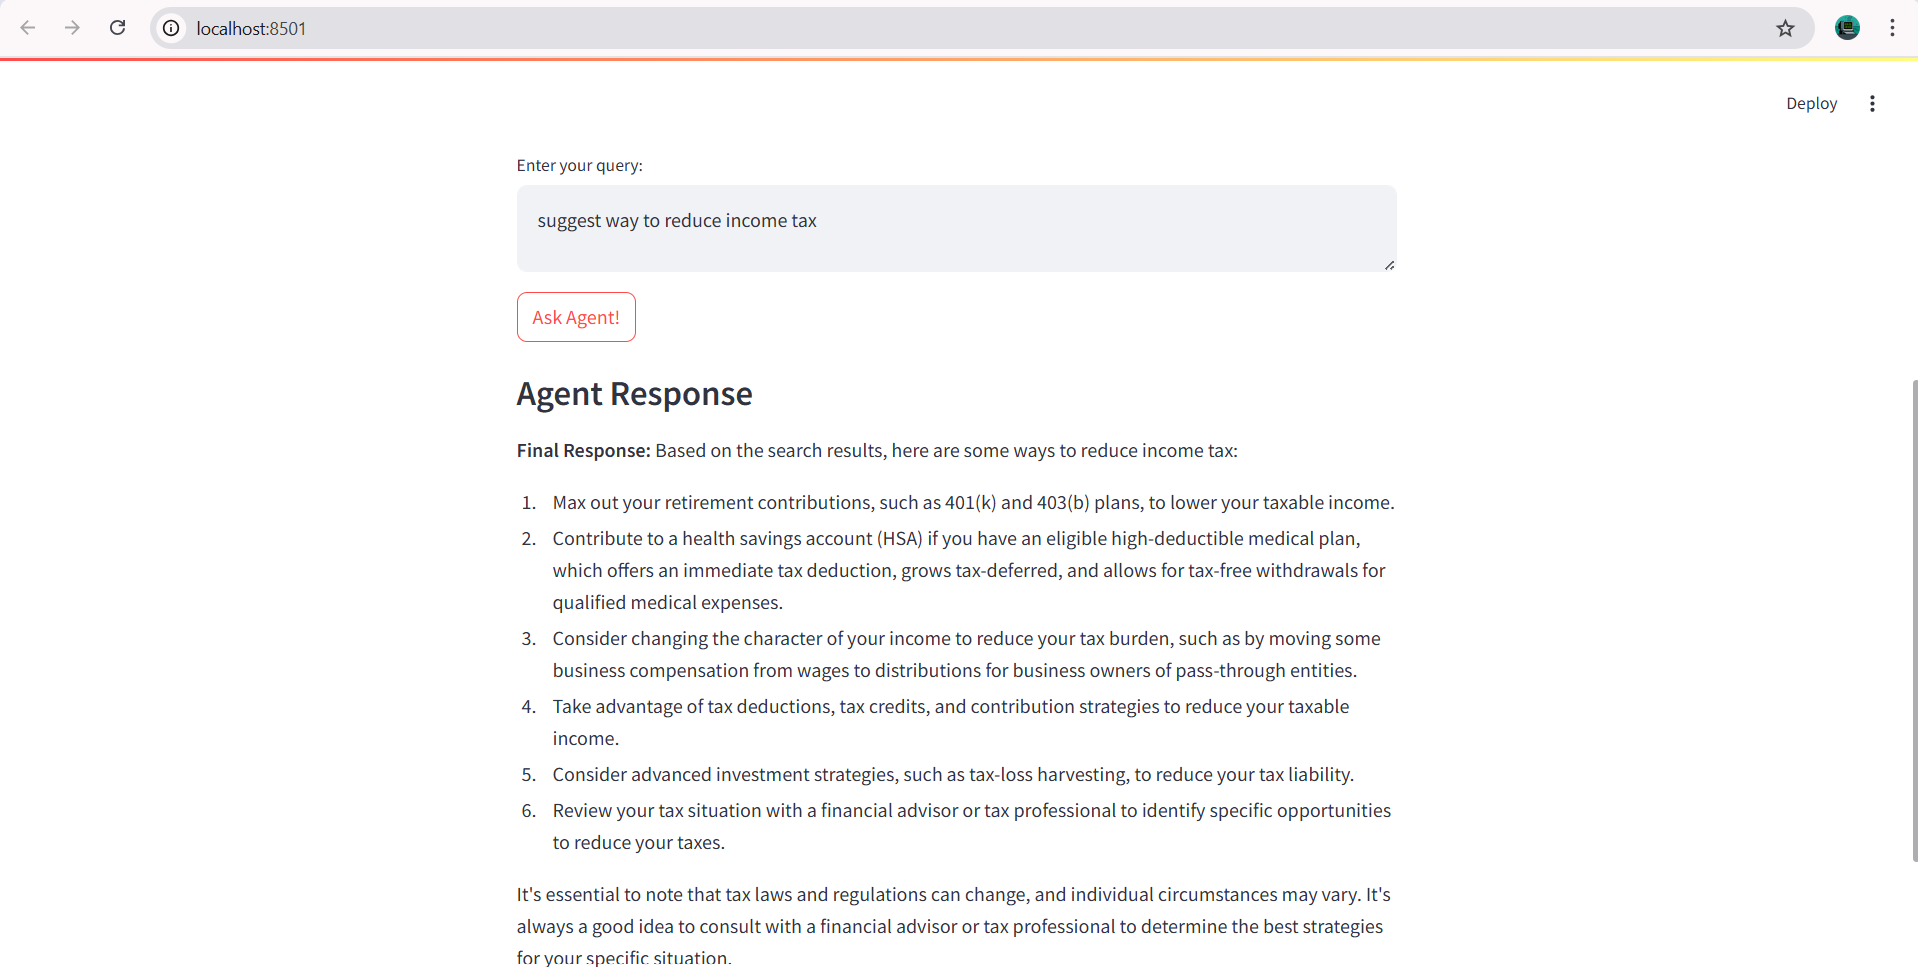 localhost:8501
Deploy
Enter your query:
suggest way to reduce income tax
Ask Agent!
Agent Response
Final Response: Based on the search results, here are some ways to reduce income tax:
1. Max out your retirement contributions, such as 401(k) and 403(b) plans, to lower your taxable income.
2. Contribute to a health savings account (HSA) if you have an eligible high-deductible medical plan,
which offers an immediate tax deduction, grows tax-deferred, and allows for tax-free withdrawals for
qualified medical expenses.
3. Consider changing the character of your income to reduce your tax burden, such as by moving some
business compensation from wages to distributions for business owners of pass-through entities.
4. Take advantage of tax deductions, tax credits, and contribution strategies to reduce your taxable
income.
5. Consider advanced investment strategies, such as tax-loss harvesting, to reduce your tax liability.
6. Review your tax situation with a financial advisor or tax professional to identify specific opportunities
to reduce your taxes.
It's essential to note that tax laws and regulations can change, and individual circumstances may vary. It's
always a good idea to consult with a financial advisor or tax professional to determine the best strategies
for your specific situation.